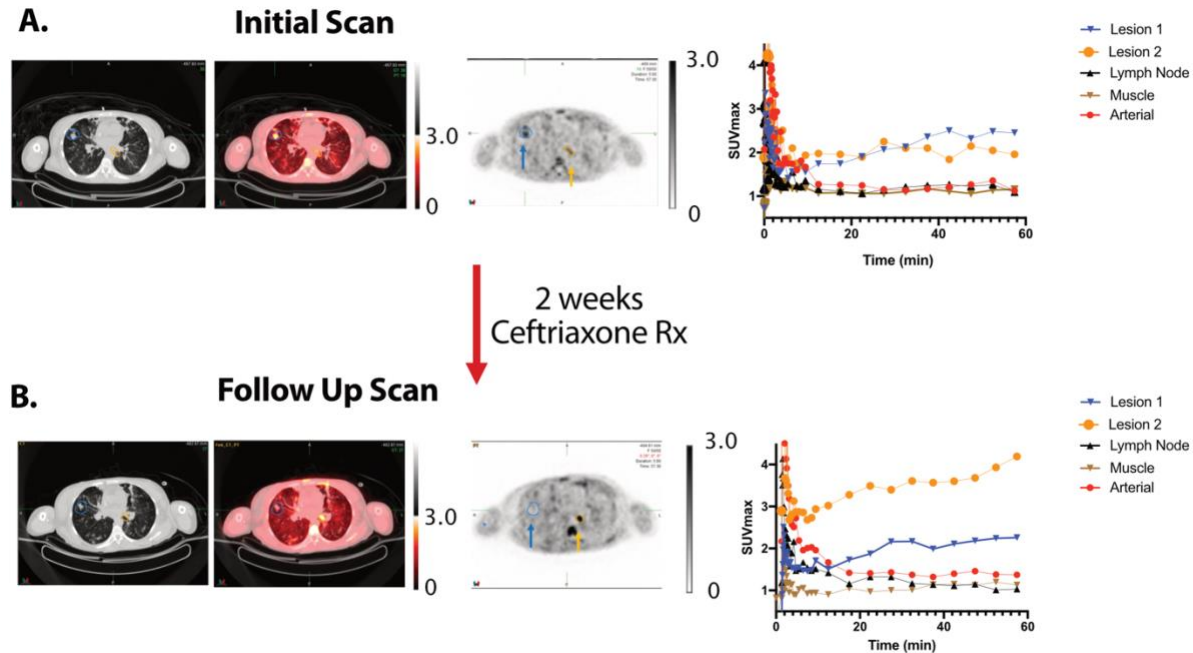 A.
Initial Scan
3.0
0
3.0
0
SUVmax
4
3
2
1
0
20
40
60
Time (min)
Lesion 1
Lesion 2
Lymph Node
Muscle
Arterial
2 weeks
Ceftriaxone Rx
B.
Follow Up Scan
3.0
0
3.0
0
SUVmax
4
3
2
1
0
20
40
60
Time (min)
Lesion 1
Lesion 2
Lymph Node
Muscle
Arterial